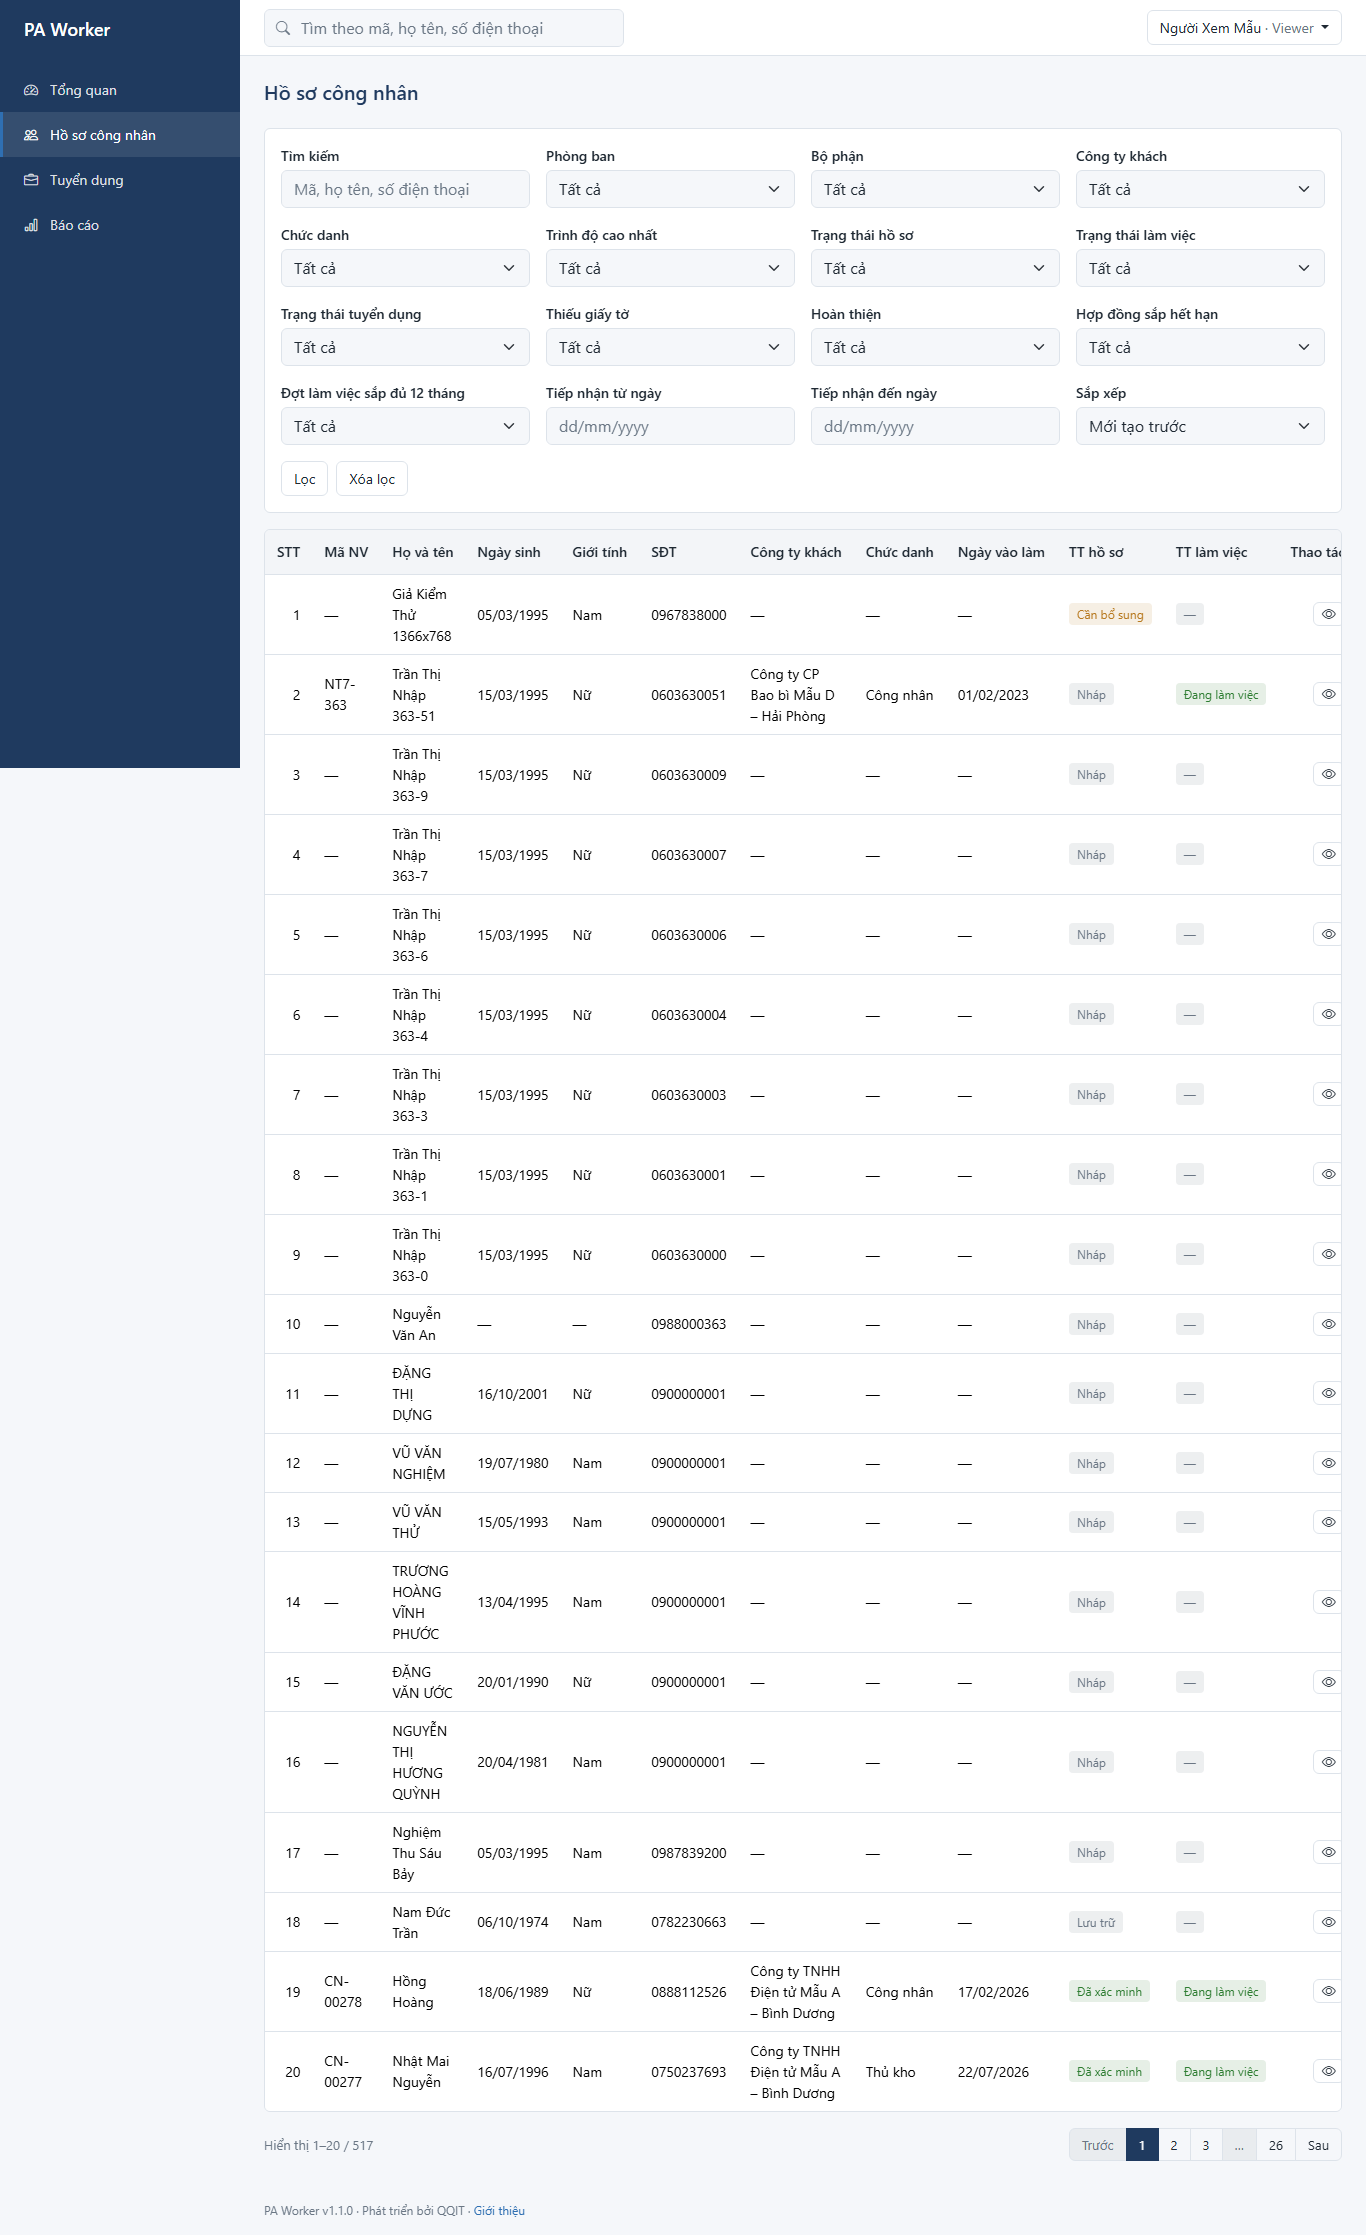 PA Worker
Tìm theo mã, họ tên, số điện thoại
Người Xem Mẫu · Viewer
Tổng quan
Hồ sơ công nhân
Tuyển dụng
Báo cáo
Hồ sơ công nhân
Tìm kiếm Phòng ban Bộ phận Công ty khách
Mã, họ tên, số điện thoại Tất cả Tất cả Tất cả
Chức danh Trình độ cao nhất Trạng thái hồ sơ Trạng thái làm việc
Tất cả Tất cả Tất cả Tất cả
Trạng thái tuyển dụng Thiếu giấy tờ Hoàn thiện Hợp đồng sắp hết hạn
Tất cả Tất cả Tất cả Tất cả
Đợt làm việc sắp đủ 12 tháng Tiếp nhận từ ngày Tiếp nhận đến ngày Sắp xếp
Tất cả dd/mm/yyyy dd/mm/yyyy Mới tạo trước
Lọc Xóa lọc
STT Mã NV Họ và tên Ngày sinh Giới tính SĐT Công ty khách Chức danh Ngày vào làm TT hồ sơ TT làm việc Thao tác
1 — Giả Kiểm Thử 1366x768 05/03/1995 Nam 0967838000 — — — Cần bổ sung —
2 NT7-363 Trần Thị Nhập 363-51 15/03/1995 Nữ 0603630051 Công ty CP Bao bì Mẫu D – Hải Phòng Công nhân 01/02/2023 Nháp Đang làm việc
3 — Trần Thị Nhập 363-9 15/03/1995 Nữ 0603630009 — — — Nháp —
4 — Trần Thị Nhập 363-7 15/03/1995 Nữ 0603630007 — — — Nháp —
5 — Trần Thị Nhập 363-6 15/03/1995 Nữ 0603630006 — — — Nháp —
6 — Trần Thị Nhập 363-4 15/03/1995 Nữ 0603630004 — — — Nháp —
7 — Trần Thị Nhập 363-3 15/03/1995 Nữ 0603630003 — — — Nháp —
8 — Trần Thị Nhập 363-1 15/03/1995 Nữ 0603630001 — — — Nháp —
9 — Trần Thị Nhập 363-0 15/03/1995 Nữ 0603630000 — — — Nháp —
10 — Nguyễn Văn An — — 0988000363 — — — Nháp —
11 — ĐẶNG THỊ DỰNG 16/10/2001 Nữ 0900000001 — — — Nháp —
12 — VŨ VĂN NGHIỆM 19/07/1980 Nam 0900000001 — — — Nháp —
13 — VŨ VĂN THỬ 15/05/1993 Nam 0900000001 — — — Nháp —
14 — TRƯƠNG HOÀNG VĨNH PHƯỚC 13/04/1995 Nam 0900000001 — — — Nháp —
15 — ĐẶNG VĂN ƯỚC 20/01/1990 Nữ 0900000001 — — — Nháp —
16 — NGUYỄN THỊ HƯƠNG QUỲNH 20/04/1981 Nam 0900000001 — — — Nháp —
17 — Nghiệm Thu Sáu Bảy 05/03/1995 Nam 0987839200 — — — Nháp —
18 — Nam Đức Trần 06/10/1974 Nam 0782230663 — — — Lưu trữ —
19 CN-00278 Hồng Hoàng 18/06/1989 Nữ 0888112526 Công ty TNHH Điện tử Mẫu A – Bình Dương Công nhân 17/02/2026 Đã xác minh Đang làm việc
20 CN-00277 Nhật Mai Nguyễn 16/07/1996 Nam 0750237693 Công ty TNHH Điện tử Mẫu A – Bình Dương Thủ kho 22/07/2026 Đã xác minh Đang làm việc
Hiển thị 1–20 / 517
Trước 1 2 3 ... 26 Sau
PA Worker v1.1.0 · Phát triển bởi QQIT · Giới thiệu